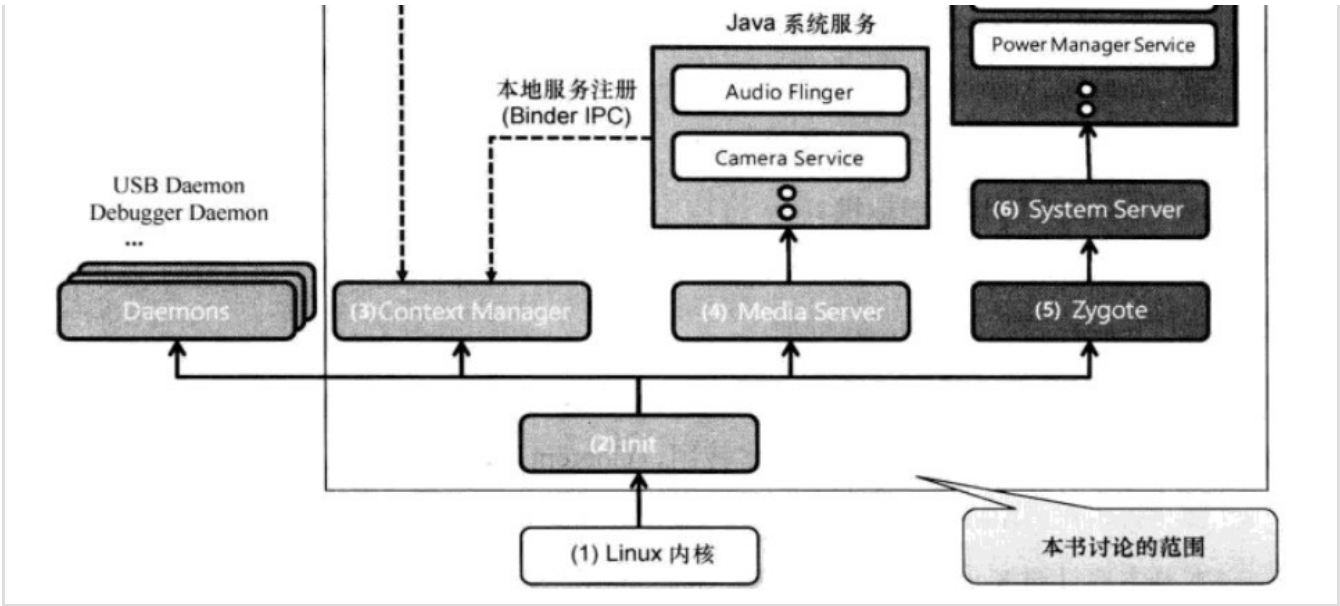 Java 系统服务
Power Manager Service
本地服务注册
(Binder IPC)
Audio Flinger
Camera Service
USB Daemon
Debugger Daemon
...
(6) System Server
Daemons
(3)Context Manager
(4) Media Server
(5) Zygote
(2) init
(1) Linux 内核
本书讨论的范围